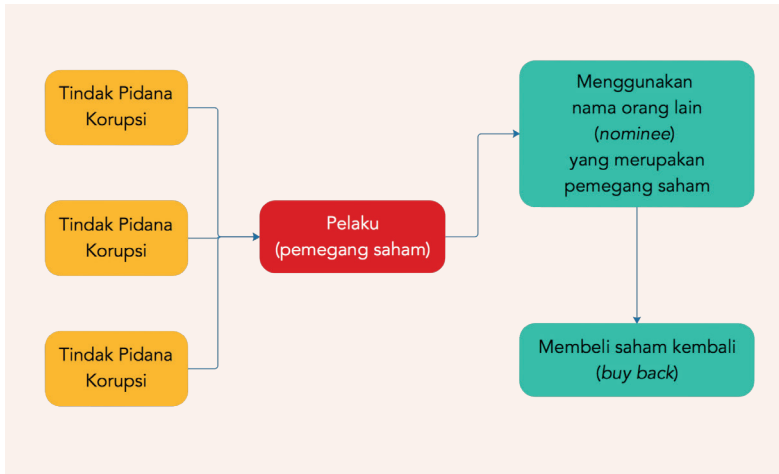 Tindak Pidana
Korupsi
Tindak Pidana
Korupsi
Tindak Pidana
Korupsi
Pelaku
(pemegang saham)
Menggunakan
nama orang lain
(nominee)
yang merupakan
pemegang saham
Membeli saham kembali
(buy back)